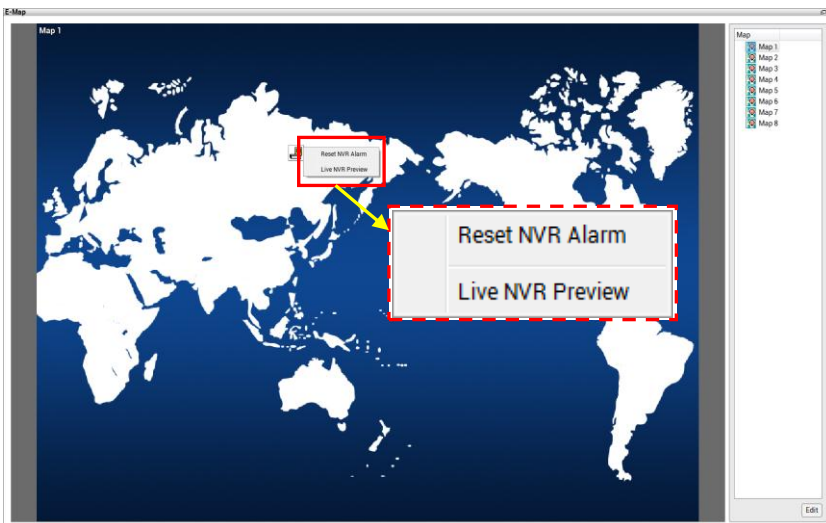 E-Map
Map 1
Map
Map 1
Map 2
Map 3
Map 4
Map 5
Map 6
Map 7
Map 8
Reset NVR Alarm
Live NVR Preview
Reset NVR Alarm
Live NVR Preview
Edit